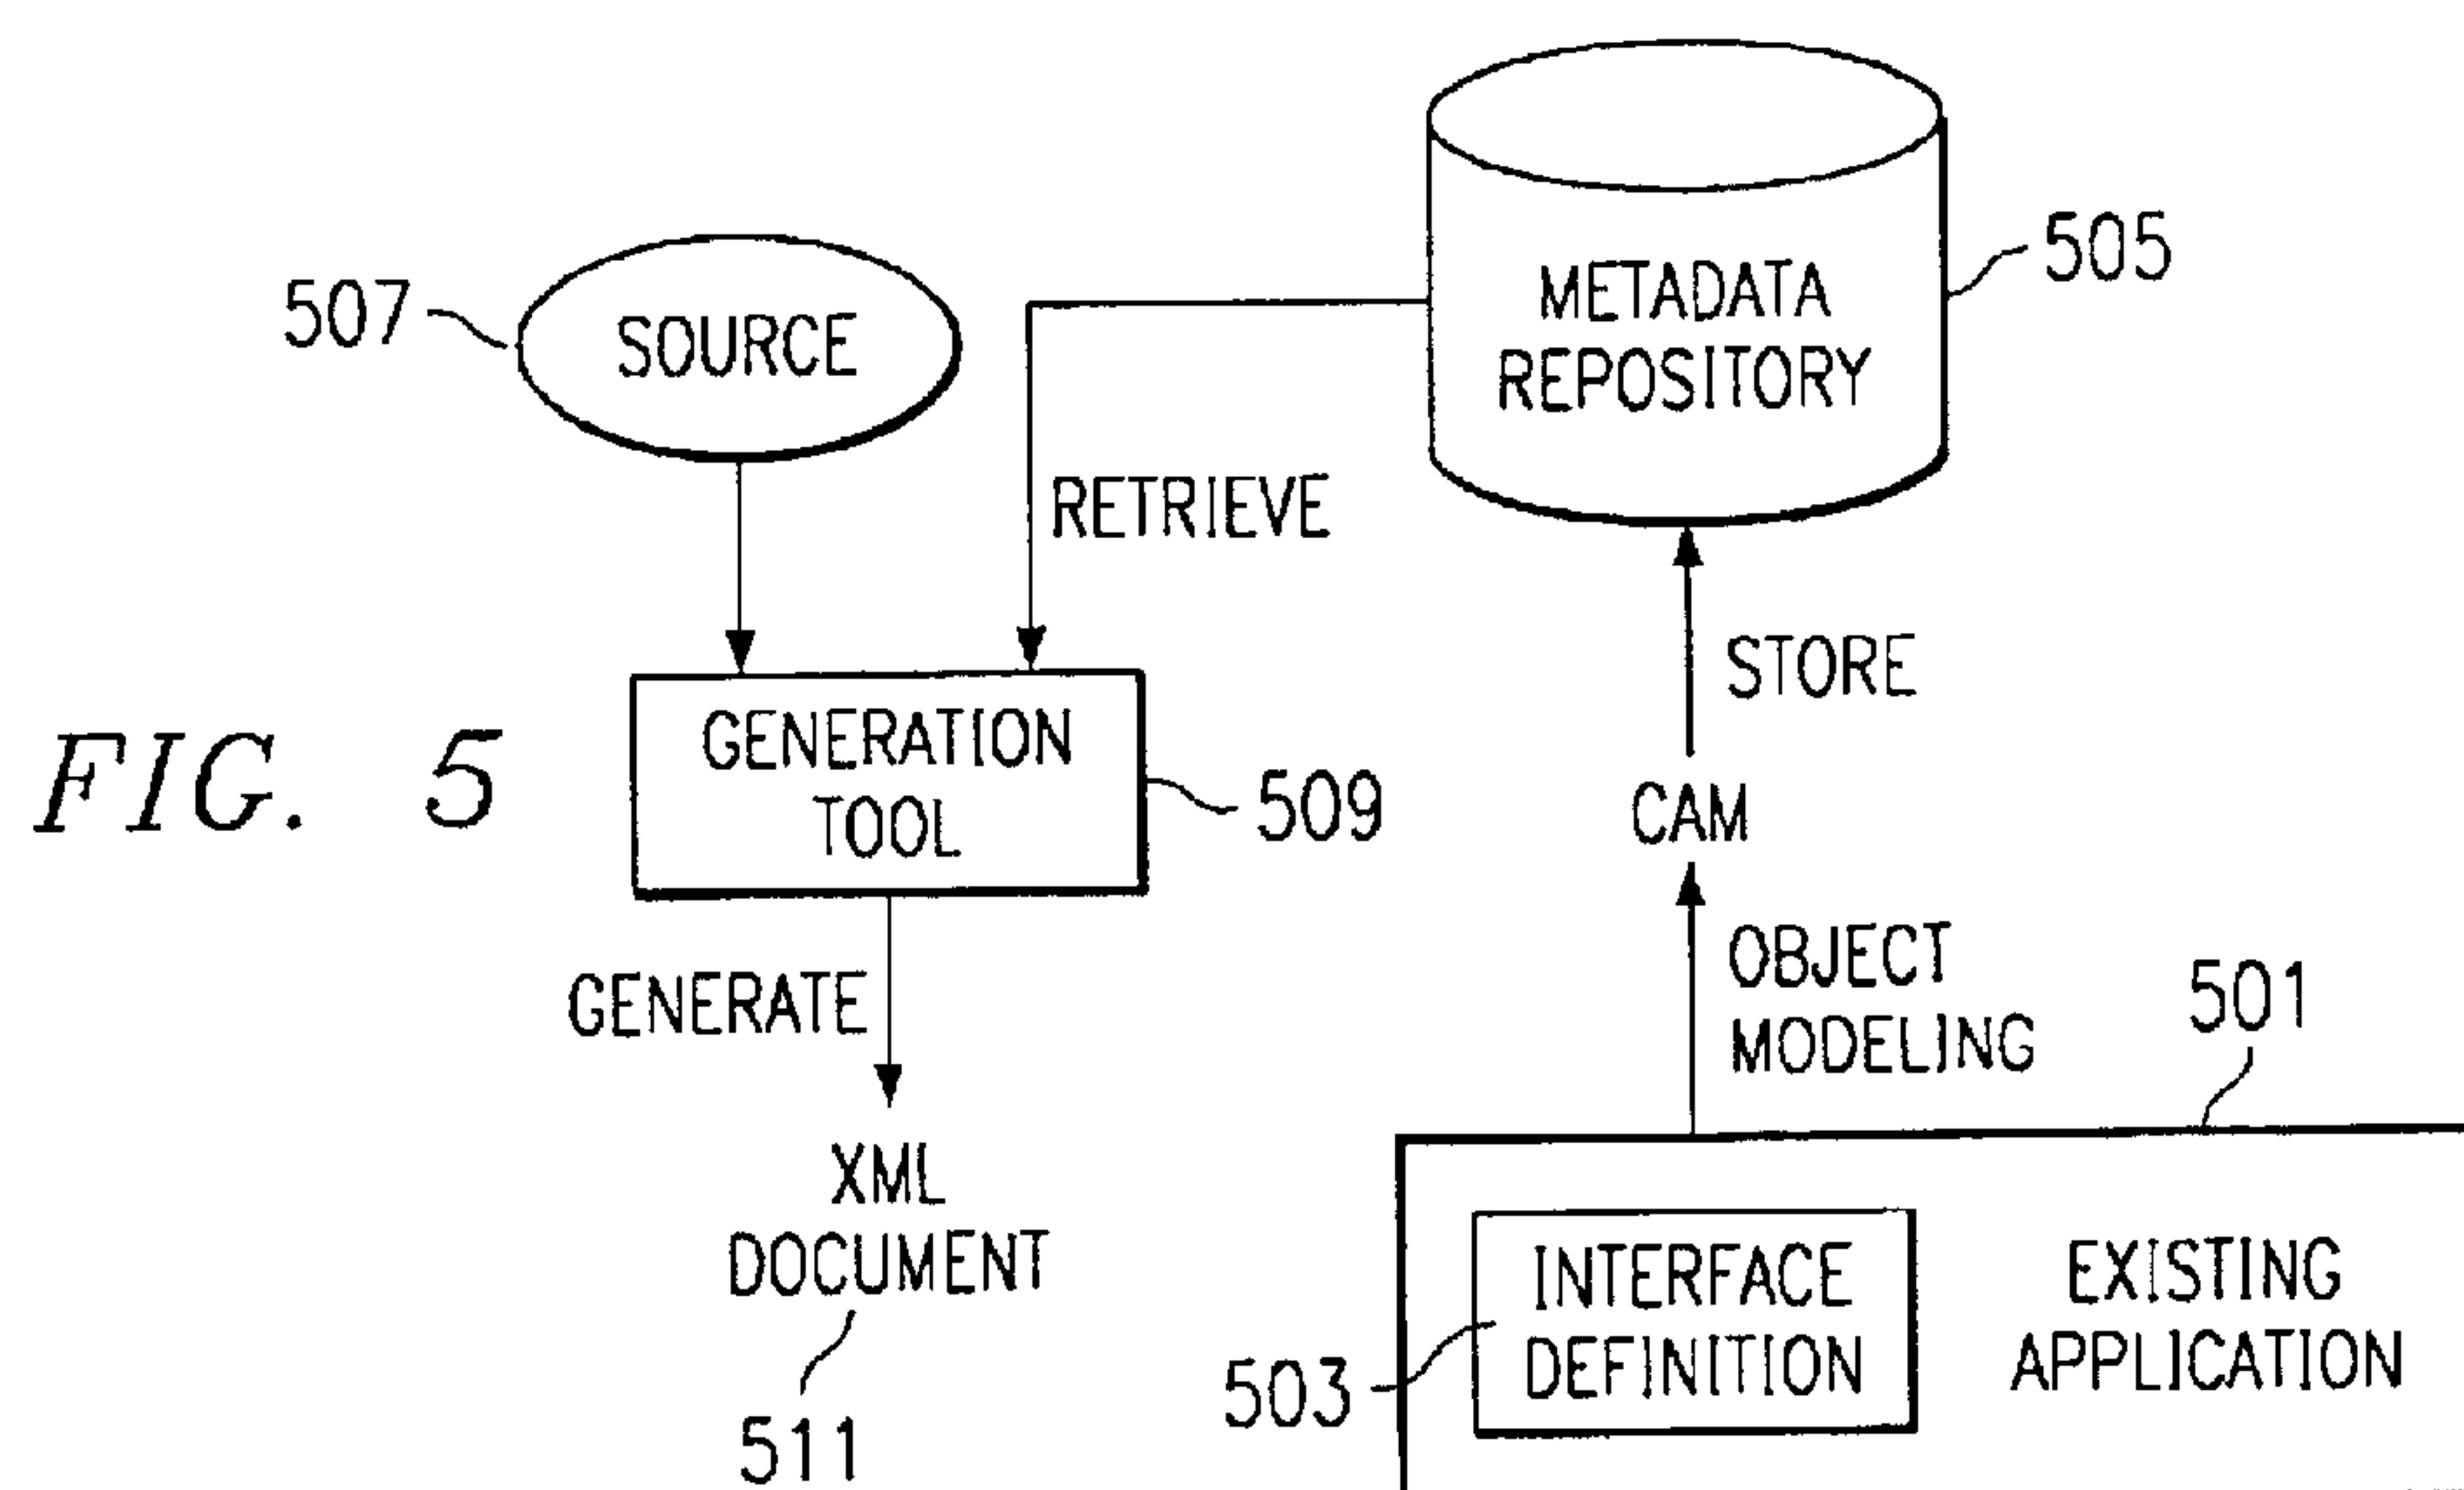 505
METADATA
REPOSITORY
507
SOURCE
RETRIEVE
STORE
FIG. 5
GENERATION
TOOL
509
CAM
GENERATE
OBJECT
MODELING
501
XML
DOCUMENT
511
INTERFACE
DEFINITION
503
EXISTING
APPLICATION